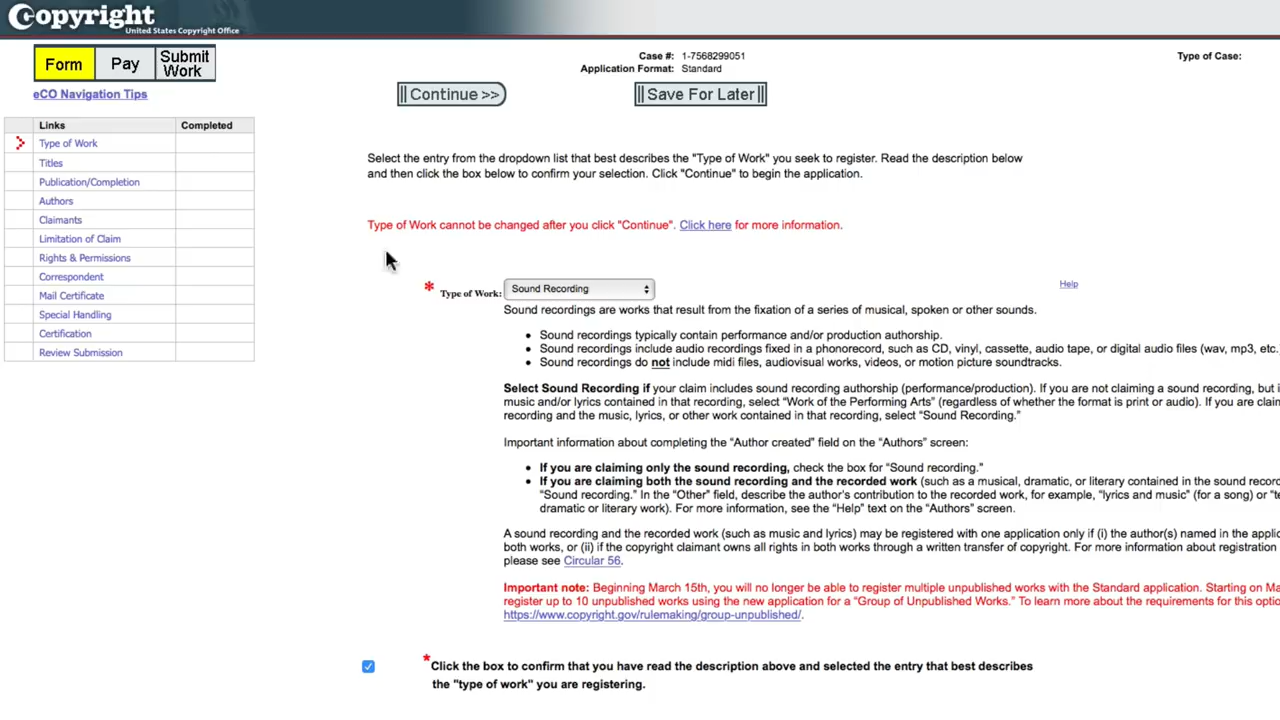 Copyright
United States Copyright Office
Form
Pay
Submit
Work
eCO Navigation Tips
Case #: 1-7568299051
Application Format: Standard
Type of Case:
Continue >>
Save For Later
Links Completed
Type of Work
Titles
Publication/Completion
Authors
Claimants
Limitation of Claim
Rights & Permissions
Correspondent
Mail Certificate
Special Handling
Certification
Review Submission
Select the entry from the dropdown list that best describes the "Type of Work" you seek to register. Read the description below
and then click the box below to confirm your selection. Click "Continue" to begin the application.
Type of Work cannot be changed after you click "Continue". Click here for more information.
* Type of Work: Sound Recording
Help
Sound recordings are works that result from the fixation of a series of musical, spoken or other sounds.
• Sound recordings typically contain performance and/or production authorship.
• Sound recordings include audio recordings fixed in a phonorecord, such as CD, vinyl, cassette, audio tape, or digital audio files (wav, mp3, etc.
• Sound recordings do not include midi files, audiovisual works, videos, or motion picture soundtracks.
Select Sound Recording if your claim includes sound recording authorship (performance/production). If you are not claiming a sound recording, but i
music and/or lyrics contained in that recording, select “Work of the Performing Arts” (regardless of whether the format is print or audio). If you are clai
recording and the music, lyrics, or other work contained in that recording, select “Sound Recording.”
Important information about completing the “Author created” field on the “Authors” screen:
• If you are claiming only the sound recording, check the box for “Sound recording.”
• If you are claiming both the sound recording and the recorded work (such as a musical, dramatic, or literary contained in the sound recor
“Sound recording.” In the “Other” field, describe the author's contribution to the recorded work, for example, “lyrics and music” (for a song) or “te
dramatic or literary work). For more information, see the “Help” text on the “Authors” screen.
A sound recording and the recorded work (such as music and lyrics) may be registered with one application only if (i) the author(s) named in the applic
both works, or (ii) if the copyright claimant owns all rights in both works through a written transfer of copyright. For more information about registration
please see Circular 56.
Important note: Beginning March 15th, you will no longer be able to register multiple unpublished works with the Standard application. Starting on Ma
register up to 10 unpublished works using the new application for a “Group of Unpublished Works.” To learn more about the requirements for this optio
https://www.copyright.gov/rulemaking/group-unpublished/.
*Click the box to confirm that you have read the description above and selected the entry that best describes
the "type of work" you are registering.